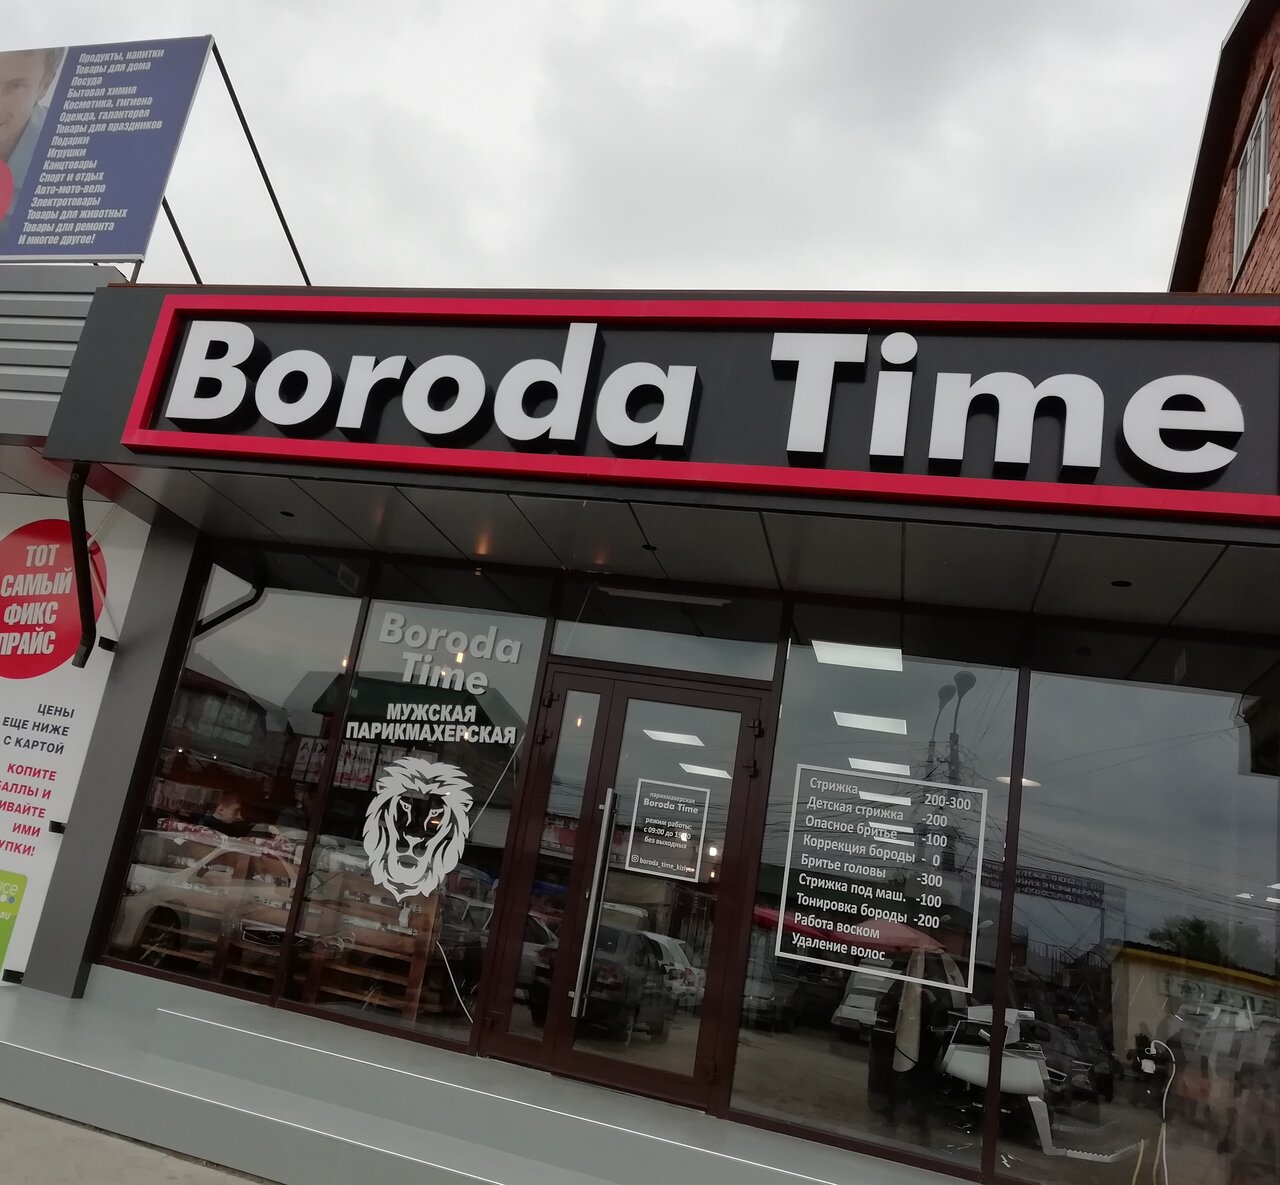 Продукты, напитки
Товары для дома
Посуда
Бытовая химия
Косметика, гигиена
Одежда, галантерея
Товары для праздников
Подарки
Игрушки
Канцтовары
Спорт и отдых
Авто-мото-вело
Электротовары
Товары для животных
Товары для ремонта
И многое другое!
Boroda Time
ТОТ
САМЫЙ
ФИКС
ПРАЙС
ЦЕНЫ
ЕЩЕ НИЖЕ
С КАРТОЙ
КОПИТЕ
БАЛЛЫ И
ИМИ
Boroda
Time
МУЖСКАЯ
ПАРИКМАХЕРСКАЯ
парикмахерская
Boroda Time
режим работы:
с 09:00 до
без выходных
Стрижка 200-300
Детская стрижка -200
Опасное бритье -100
Коррекция бороды - 0
Бритье головы -300
Стрижка под маш. -100
Тонировка бороды -200
Работа воском
Удаление волос